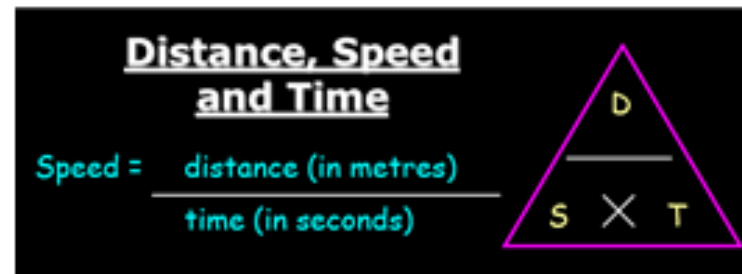 Distance, Speed
and Time
Speed = distance (in metres)
time (in seconds)
D
S X T